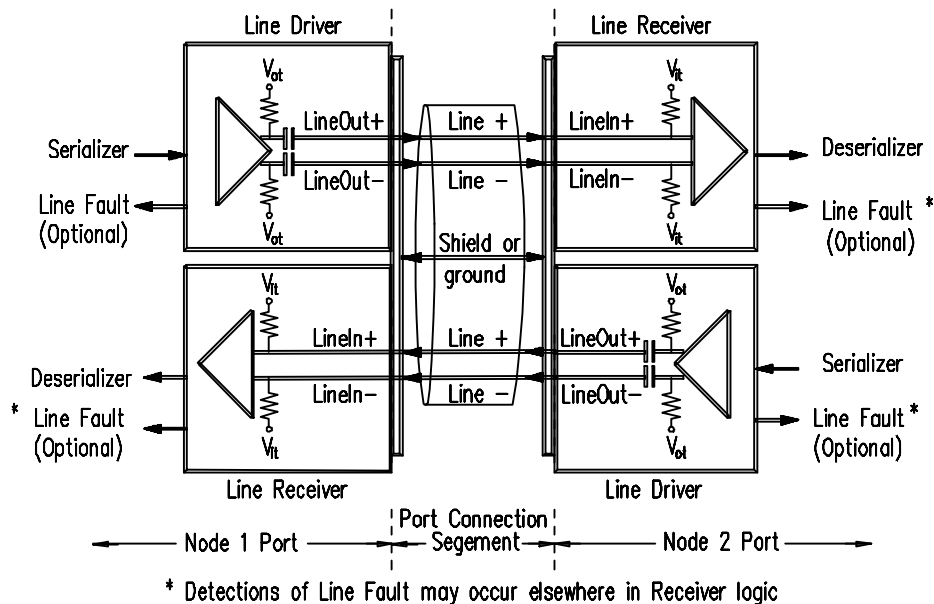 Line Driver
Line Receiver
Vot
Vit
LineOut+
Line +
LineIn+
Serializer
Deserializer
LineOut-
Line -
LineIn-
Line Fault
(Optional)
Line Fault *
(Optional)
Vot
Vit
Shield or
ground
Vit
Vot
LineIn+
Line +
LineOut+
Deserializer
Serializer
LineIn-
Line -
LineOut-
* Line Fault
(Optional)
Line Fault *
(Optional)
Vit
Vot
Line Receiver
Line Driver
Port Connection
Segement
Node 1 Port
Node 2 Port
* Detections of Line Fault may occur elsewhere in Receiver logic